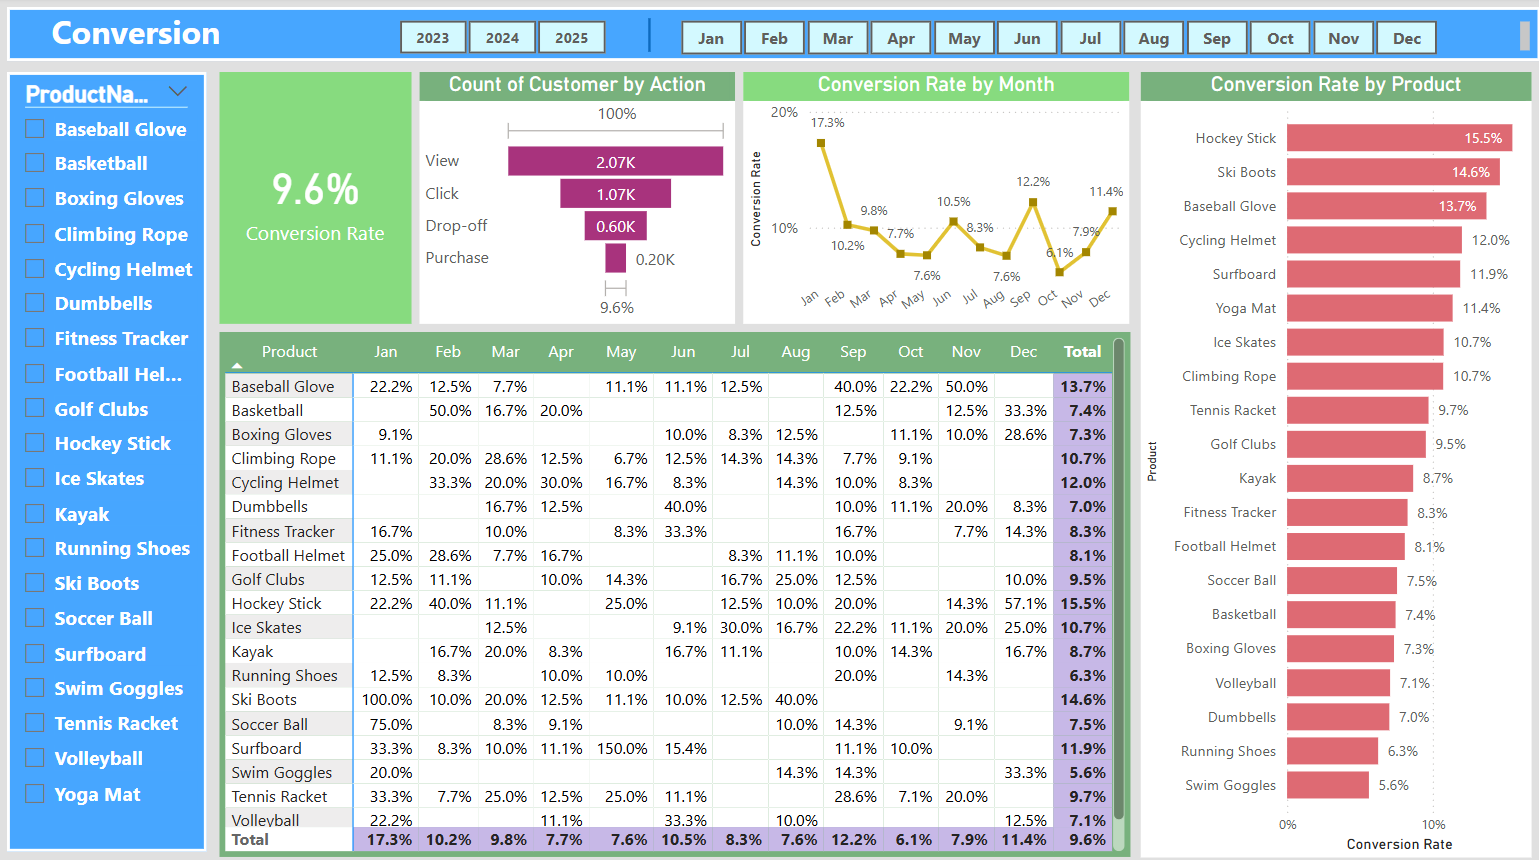 Conversion
2023 2024 2025
Jan Feb Mar Apr May Jun Jul Aug Sep Oct Nov Dec
ProductNa...
Baseball Glove
Basketball
Boxing Gloves
Climbing Rope
Cycling Helmet
Dumbbells
Fitness Tracker
Football Hel...
Golf Clubs
Hockey Stick
Ice Skates
Kayak
Running Shoes
Ski Boots
Soccer Ball
Surfboard
Swim Goggles
Tennis Racket
Volleyball
Yoga Mat
9.6%
Conversion Rate
Count of Customer by Action
100%
View 2.07K
Click 1.07K
Drop-off 0.60K
Purchase 0.20K
9.6%
Conversion Rate by Month
Conversion Rate
20%
10%
17.3%
10.2%
9.8%
7.7%
7.6%
10.5%
8.3%
7.6%
12.2%
6.1%
7.9%
11.4%
Jan Feb Mar Apr May Jun Jul Aug Sep Oct Nov Dec
Product Jan Feb Mar Apr May Jun Jul Aug Sep Oct Nov Dec Total
Baseball Glove 22.2% 12.5% 7.7% 11.1% 11.1% 12.5% 40.0% 22.2% 50.0% 13.7%
Basketball 50.0% 16.7% 20.0% 12.5% 12.5% 33.3% 7.4%
Boxing Gloves 9.1% 10.0% 8.3% 12.5% 11.1% 10.0% 28.6% 7.3%
Climbing Rope 11.1% 20.0% 28.6% 12.5% 6.7% 12.5% 14.3% 14.3% 7.7% 9.1% 10.7%
Cycling Helmet 33.3% 20.0% 30.0% 16.7% 8.3% 14.3% 10.0% 8.3% 12.0%
Dumbbells 16.7% 12.5% 40.0% 10.0% 11.1% 20.0% 8.3% 7.0%
Fitness Tracker 16.7% 10.0% 8.3% 33.3% 16.7% 7.7% 14.3% 8.3%
Football Helmet 25.0% 28.6% 7.7% 16.7% 8.3% 11.1% 10.0% 8.1%
Golf Clubs 12.5% 11.1% 10.0% 14.3% 16.7% 25.0% 12.5% 10.0% 9.5%
Hockey Stick 22.2% 40.0% 11.1% 25.0% 12.5% 10.0% 20.0% 14.3% 57.1% 15.5%
Ice Skates 12.5% 9.1% 30.0% 16.7% 22.2% 11.1% 20.0% 25.0% 10.7%
Kayak 16.7% 20.0% 8.3% 16.7% 11.1% 10.0% 14.3% 16.7% 8.7%
Running Shoes 12.5% 8.3% 10.0% 10.0% 20.0% 14.3% 6.3%
Ski Boots 100.0% 10.0% 20.0% 12.5% 11.1% 10.0% 12.5% 40.0% 14.6%
Soccer Ball 75.0% 8.3% 9.1% 10.0% 14.3% 9.1% 7.5%
Surfboard 33.3% 8.3% 10.0% 11.1% 150.0% 15.4% 11.1% 10.0% 11.9%
Swim Goggles 20.0% 14.3% 14.3% 33.3% 5.6%
Tennis Racket 33.3% 7.7% 25.0% 12.5% 25.0% 11.1% 28.6% 7.1% 20.0% 9.7%
Volleyball 22.2% 11.1% 33.3% 10.0% 12.5% 7.1%
Total 17.3% 10.2% 9.8% 7.7% 7.6% 10.5% 8.3% 7.6% 12.2% 6.1% 7.9% 11.4% 9.6%
Conversion Rate by Product
Product
Hockey Stick 15.5%
Ski Boots 14.6%
Baseball Glove 13.7%
Cycling Helmet 12.0%
Surfboard 11.9%
Yoga Mat 11.4%
Ice Skates 10.7%
Climbing Rope 10.7%
Tennis Racket 9.7%
Golf Clubs 9.5%
Kayak 8.7%
Fitness Tracker 8.3%
Football Helmet 8.1%
Soccer Ball 7.5%
Basketball 7.4%
Boxing Gloves 7.3%
Volleyball 7.1%
Dumbbells 7.0%
Running Shoes 6.3%
Swim Goggles 5.6%
0% 10%
Conversion Rate